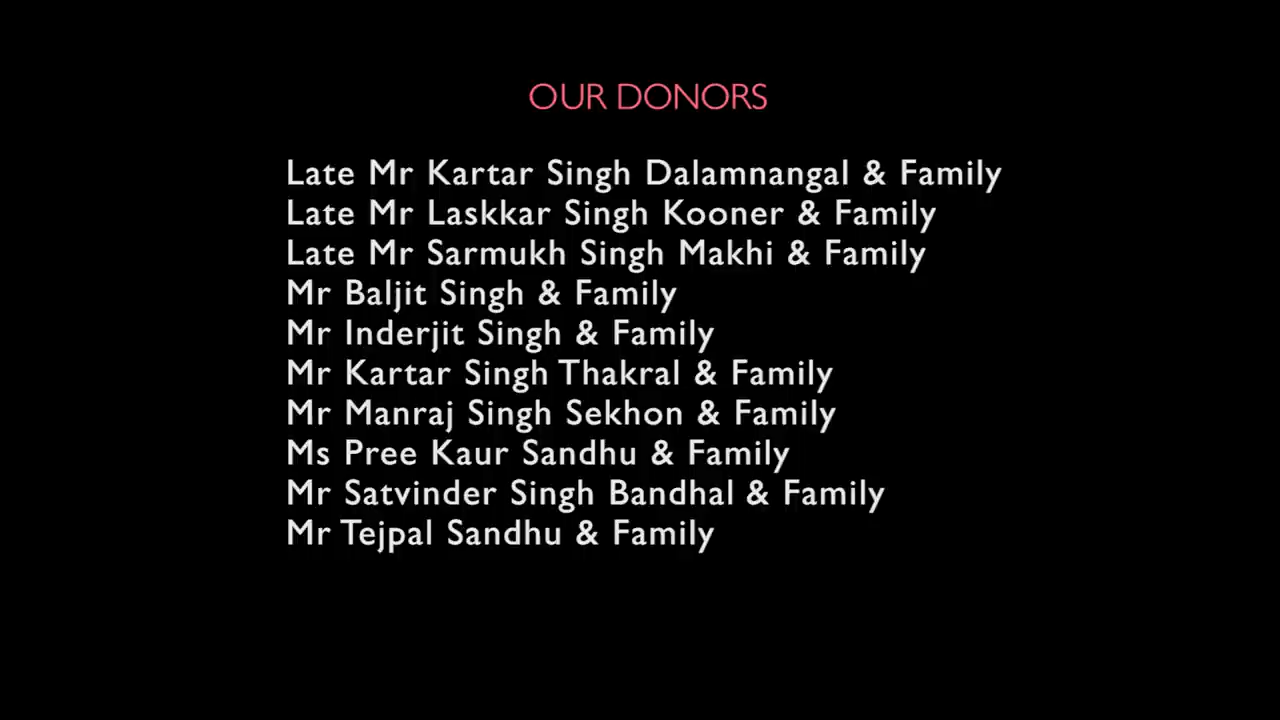 OUR DONORS
Late Mr Kartar Singh Dalamnangal & Family
Late Mr Laskkar Singh Kooner & Family
Late Mr Sarmukh Singh Makhi & Family
Mr Baljit Singh & Family
Mr Inderjit Singh & Family
Mr Kartar Singh Thakral & Family
Mr Manraj Singh Sekhon & Family
Ms Pree Kaur Sandhu & Family
Mr Satvinder Singh Bandhal & Family
Mr Tejpal Sandhu & Family